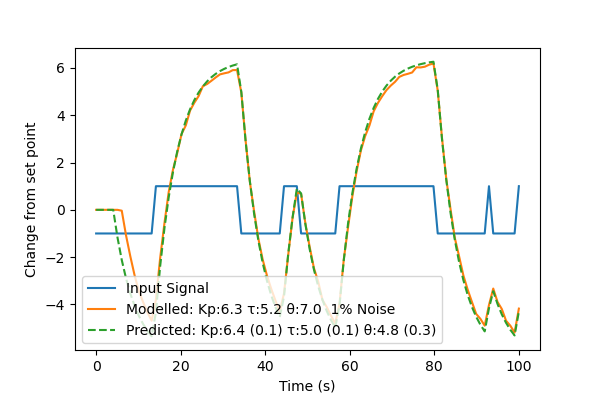 6
4
2
0
−2
−4
Change from set point
Input Signal
Modelled: Kp:6.3 τ:5.2 θ:7.0  1% Noise
Predicted: Kp:6.4 (0.1) τ:5.0 (0.1) θ:4.8 (0.3)
0 20 40 60 80 100
Time (s)